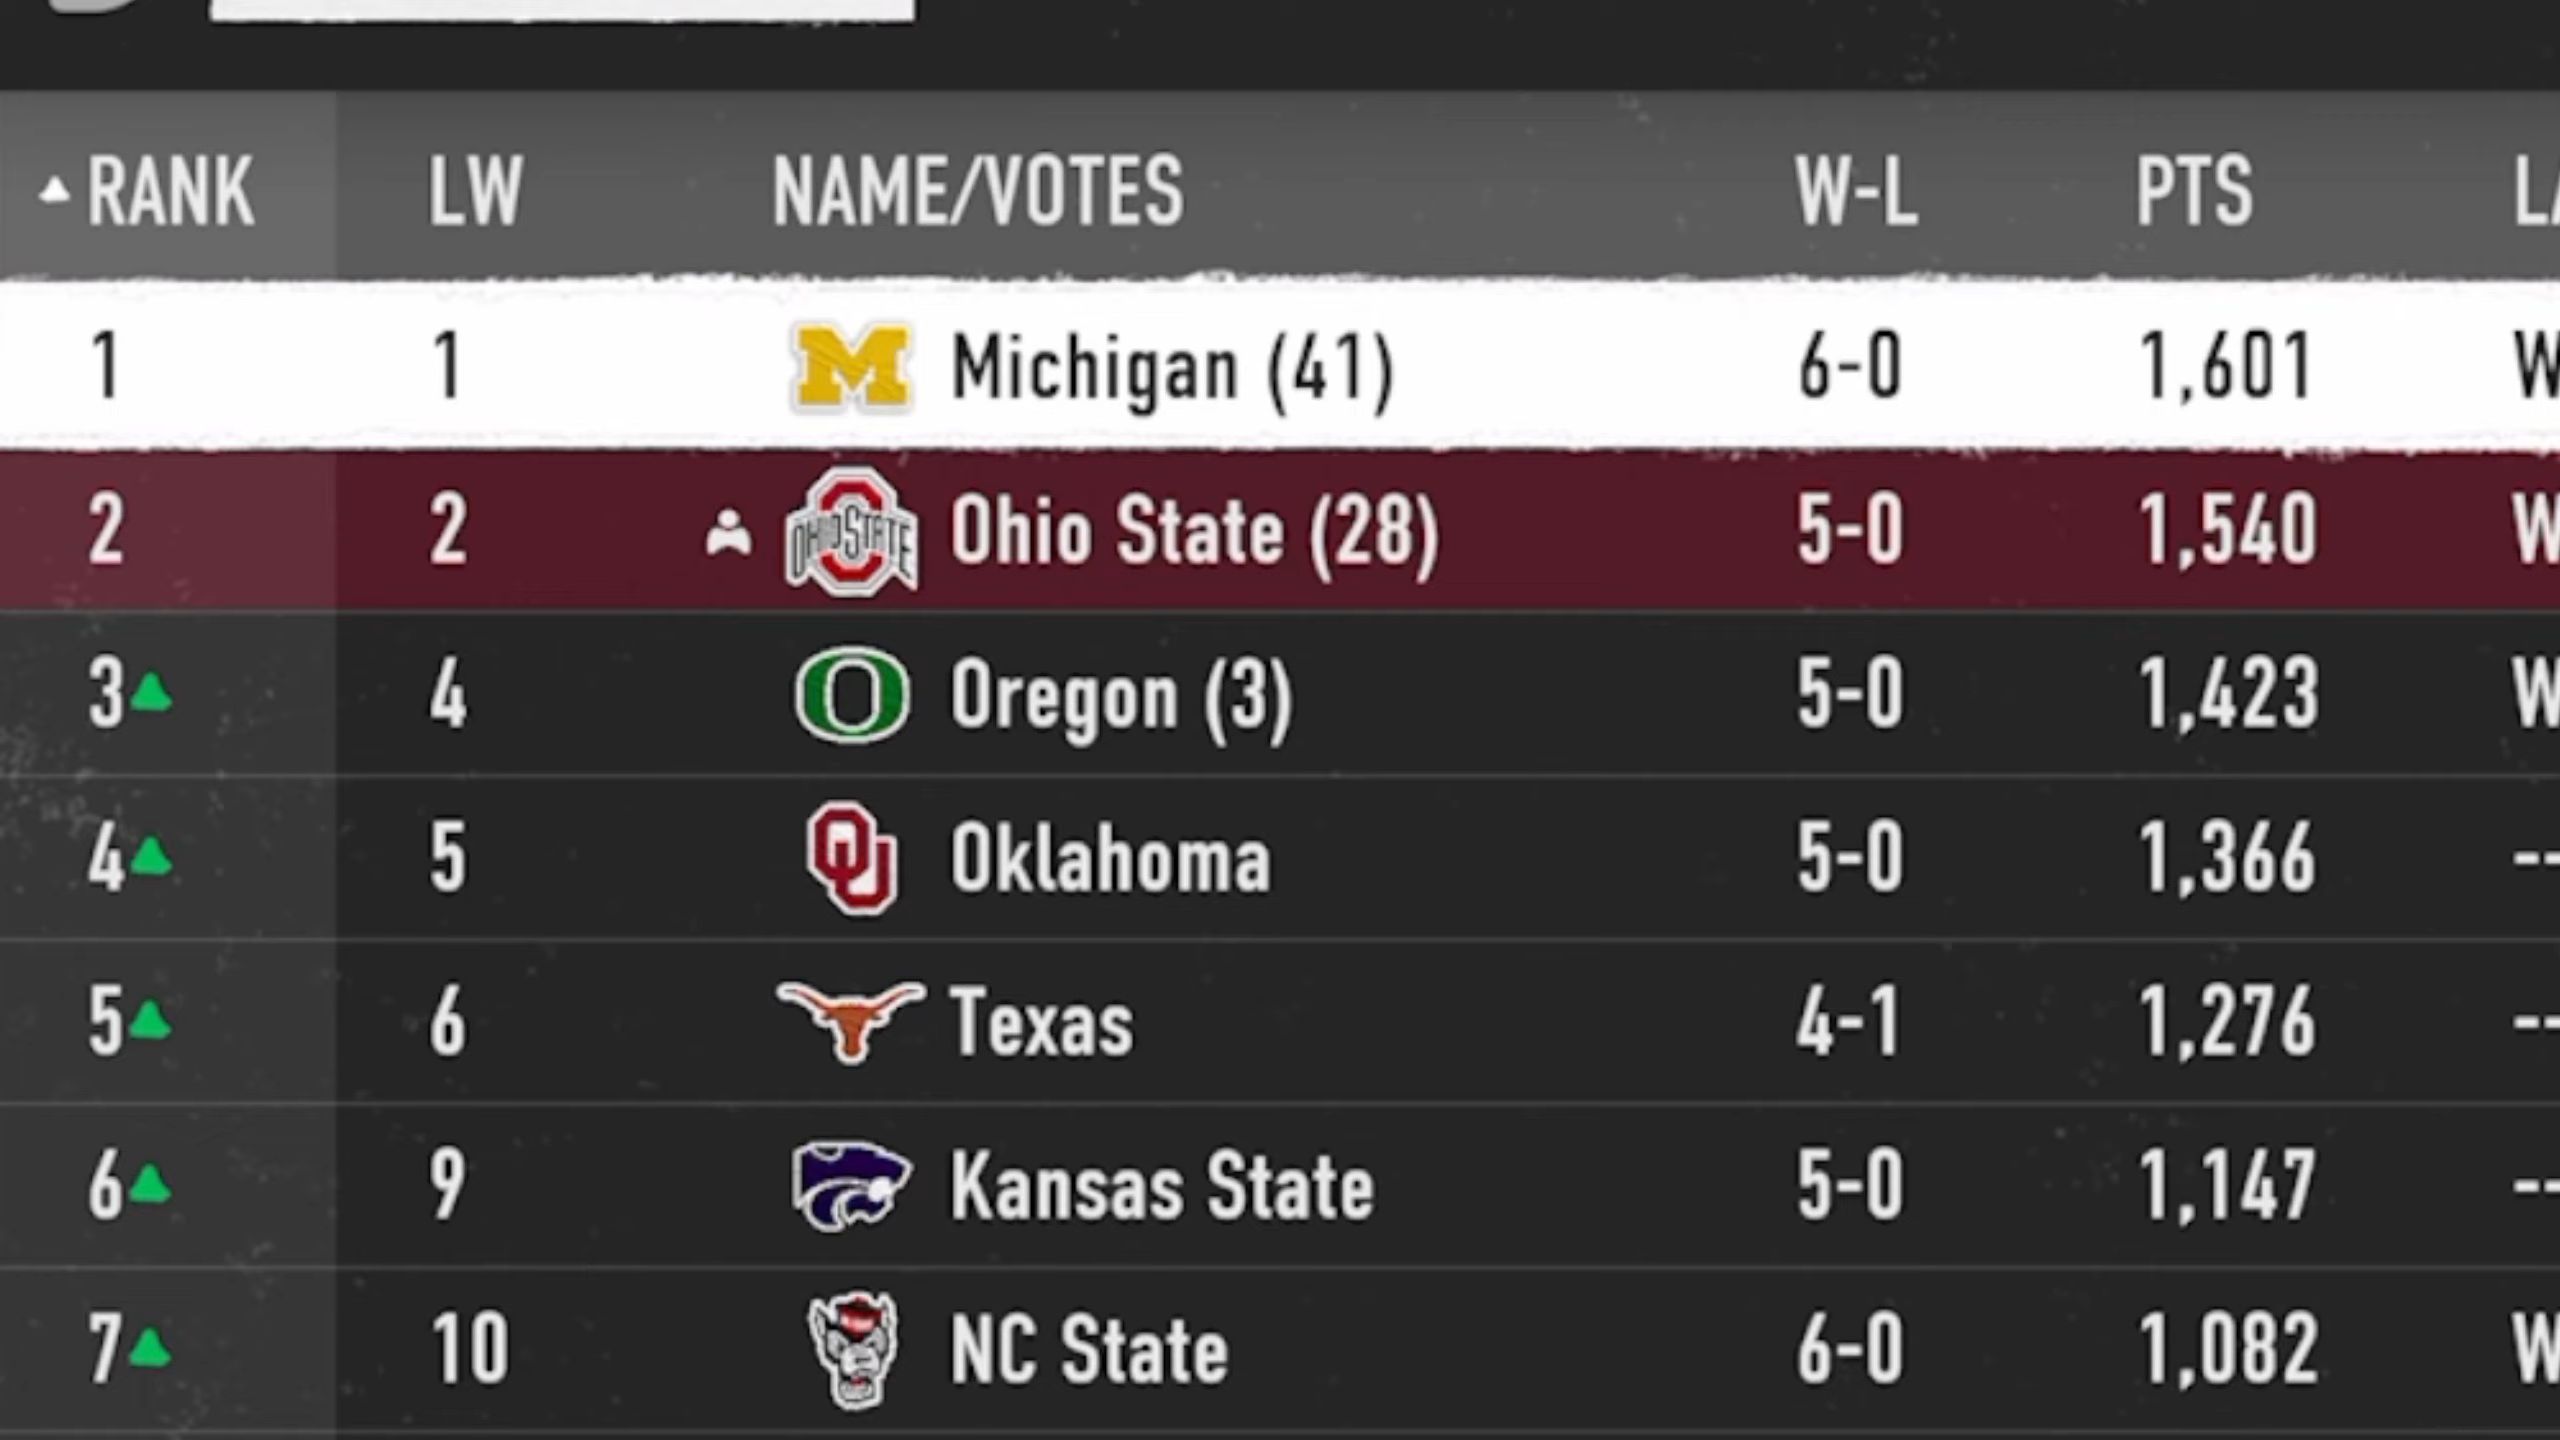 RANK LW NAME/VOTES W-L PTS
1 1 Michigan (41) 6-0 1,601 W
2 2 OHIO STATE Ohio State (28) 5-0 1,540 W
3 4 Oregon (3) 5-0 1,423 W
4 5 Oklahoma 5-0 1,366 --
5 6 Texas 4-1 1,276 --
6 9 Kansas State 5-0 1,147 --
7 10 NC State 6-0 1,082 W